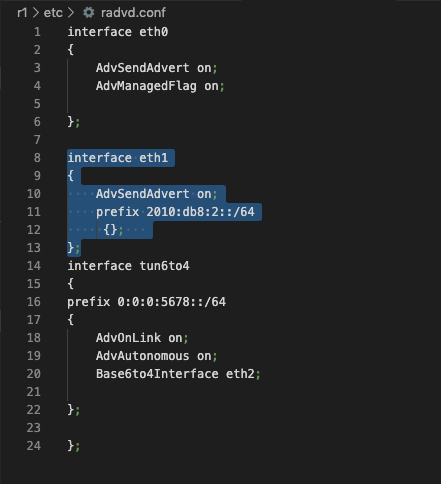 r1 > etc > radvd.conf
1 interface eth0
2 {
3 AdvSendAdvert on;
4 AdvManagedFlag on;
5
6 };
7
8 interface eth1
9 {
10 AdvSendAdvert on;
11 prefix 2010:db8:2::/64
12 {};
13 };
14 interface tun6to4
15 {
16 prefix 0:0:0:5678::/64
17 {
18 AdvOnLink on;
19 AdvAutonomous on;
20 Base6to4Interface eth2;
21
22 };
23
24 };